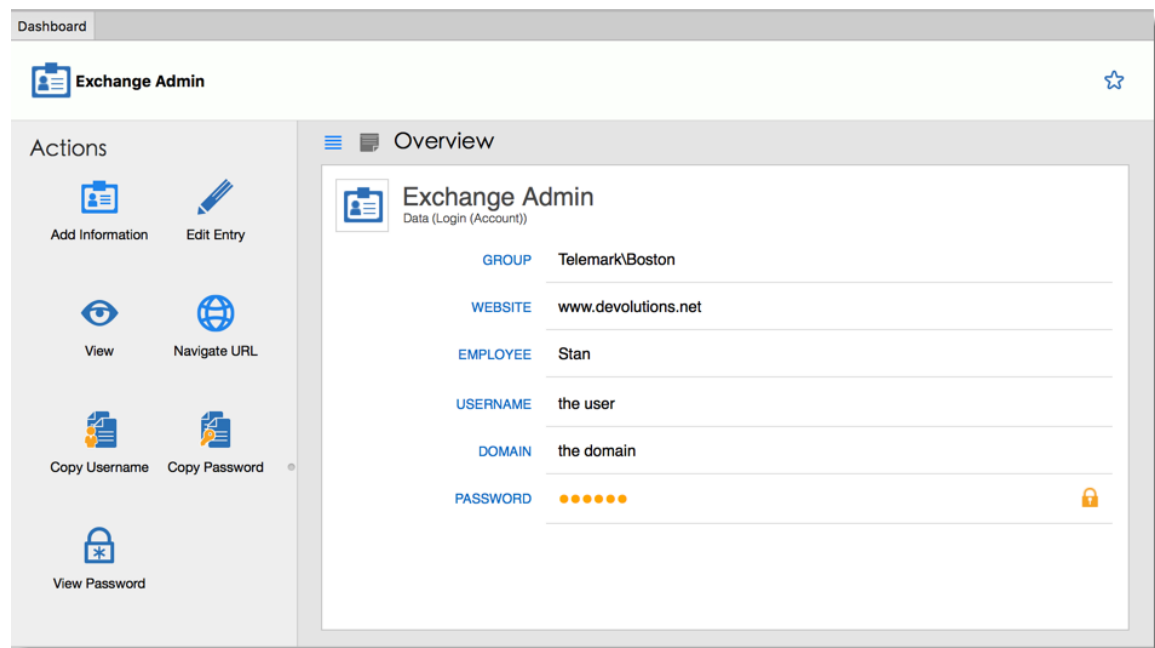 Dashboard
Exchange Admin
Actions
Add Information
Edit Entry
View
Navigate URL
Copy Username
Copy Password
View Password
Overview
Exchange Admin
Data (Login (Account))
GROUP Telemark\Boston
WEBSITE www.devolutions.net
EMPLOYEE Stan
USERNAME the user
DOMAIN the domain
PASSWORD ●●●●●●